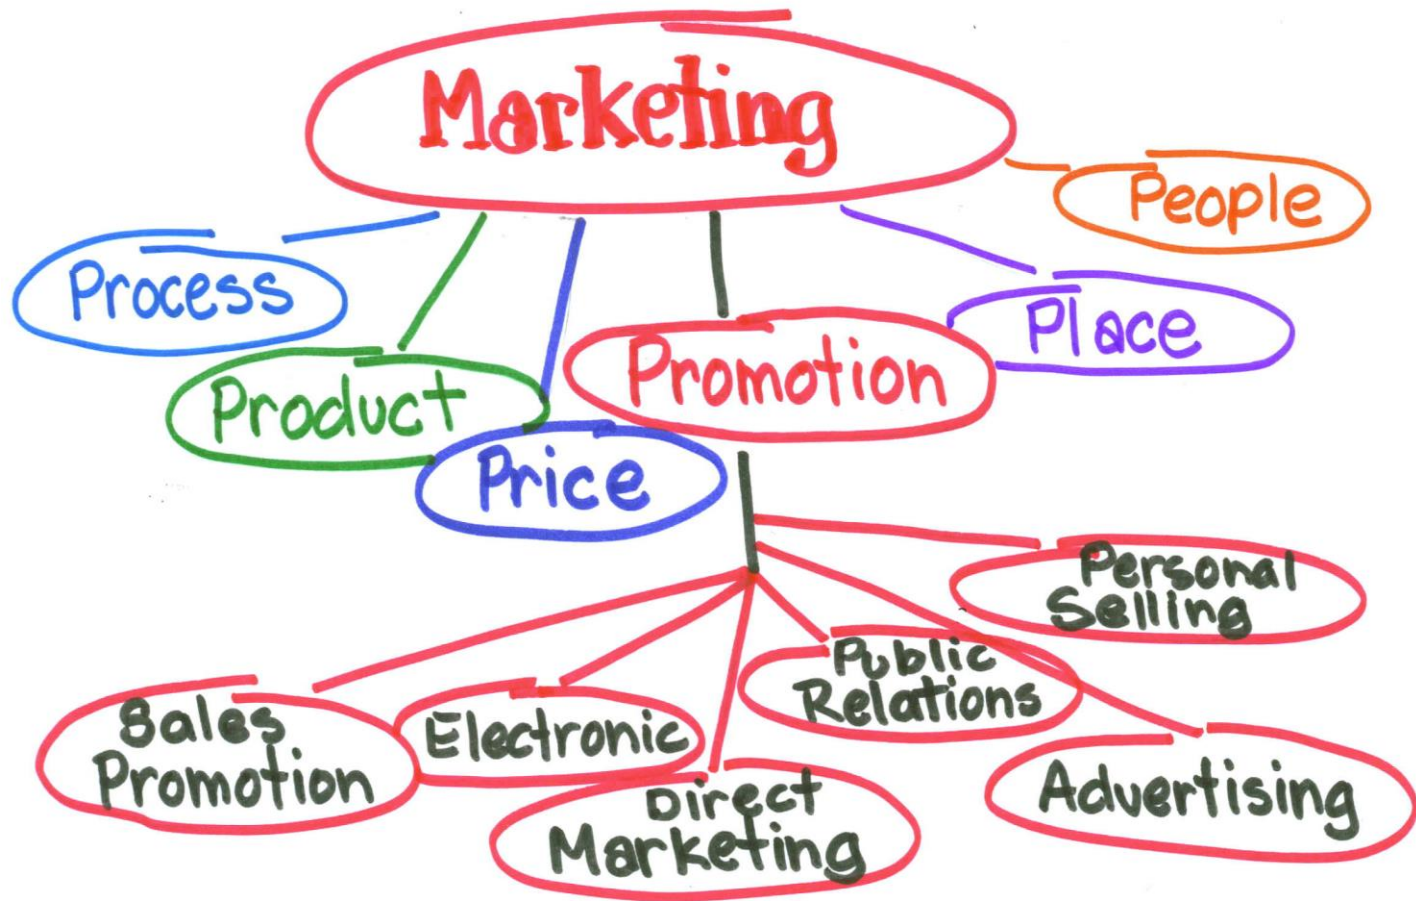 Marketing
People
Process
Place
Product
Promotion
Price
Personal
Selling
Public
Relations
Sales
Promotion
Electronic
Direct
Marketing
Advertising